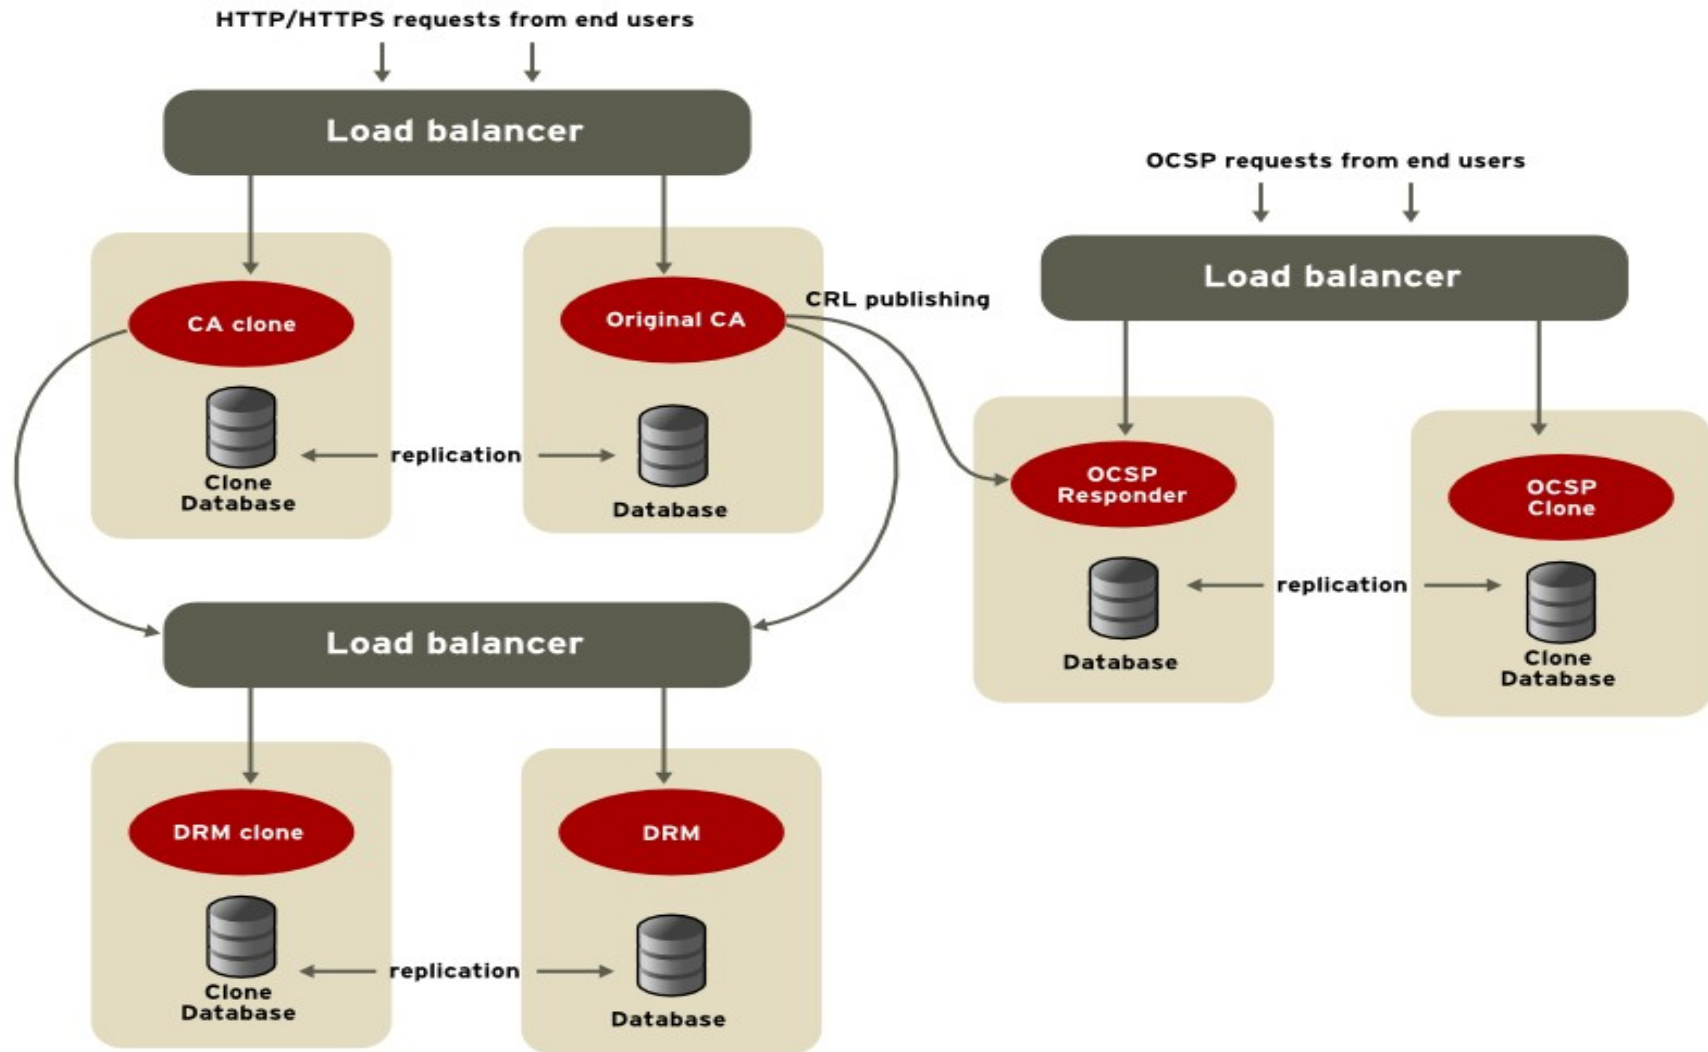 HTTP/HTTPS requests from end users
Load balancer
OCSP requests from end users
Load balancer
CA clone
Original CA
CRL publishing
replication
Clone
Database
Database
OCSP
Responder
OCSP
Clone
replication
Database
Clone
Database
Load balancer
DRM clone
DRM
replication
Clone
Database
Database